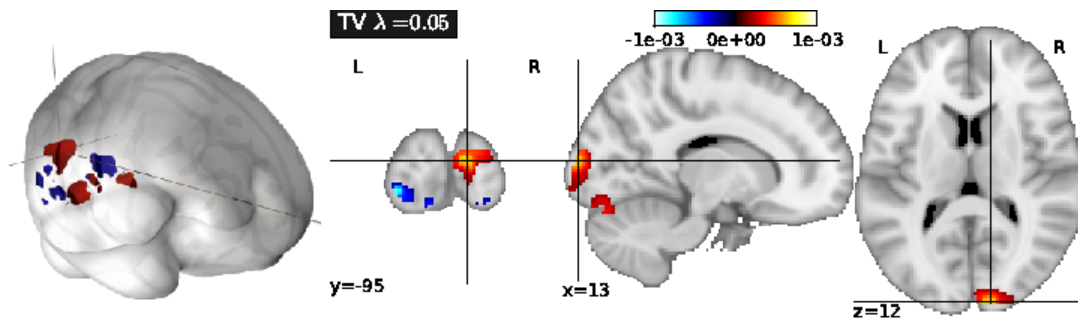 TV λ =0.05
-1e-03 0e+00 1e-03
L R
L R
y=-95
x=13
z=12